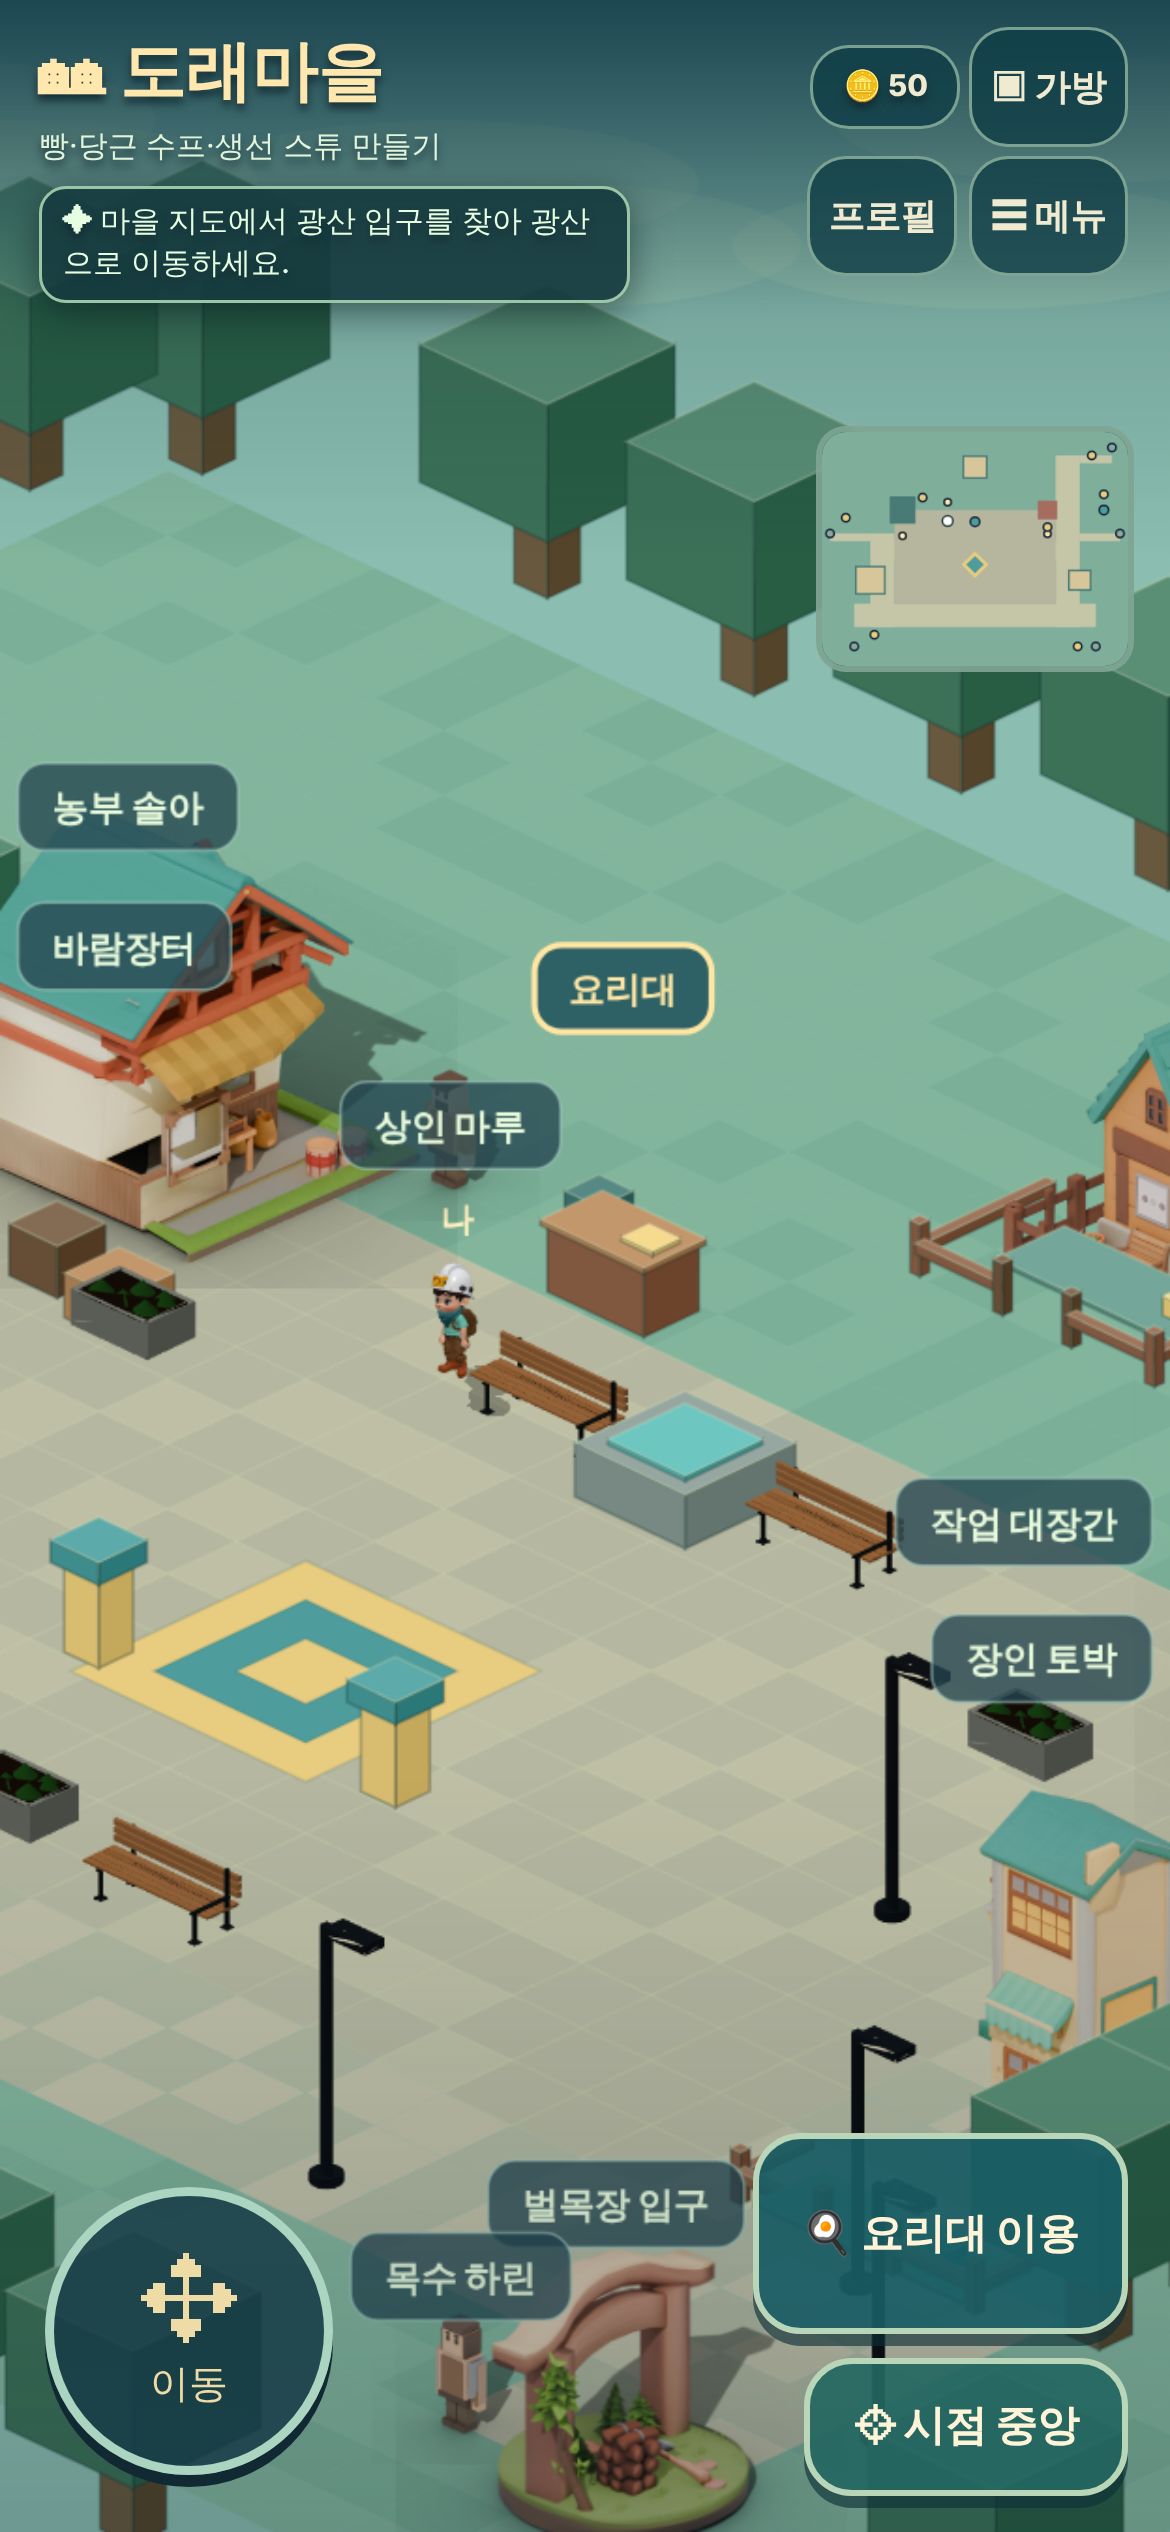 도래마을
50
가방
빵·당근 수프·생선 스튜 만들기
프로필
메뉴
마을 지도에서 광산 입구를 찾아 광산
으로 이동하세요.
농부 솔아
바람장터
요리대
상인 마루
나
작업 대장간
장인 토박
벌목장 입구
목수 하린
요리대 이용
이동
시점 중앙